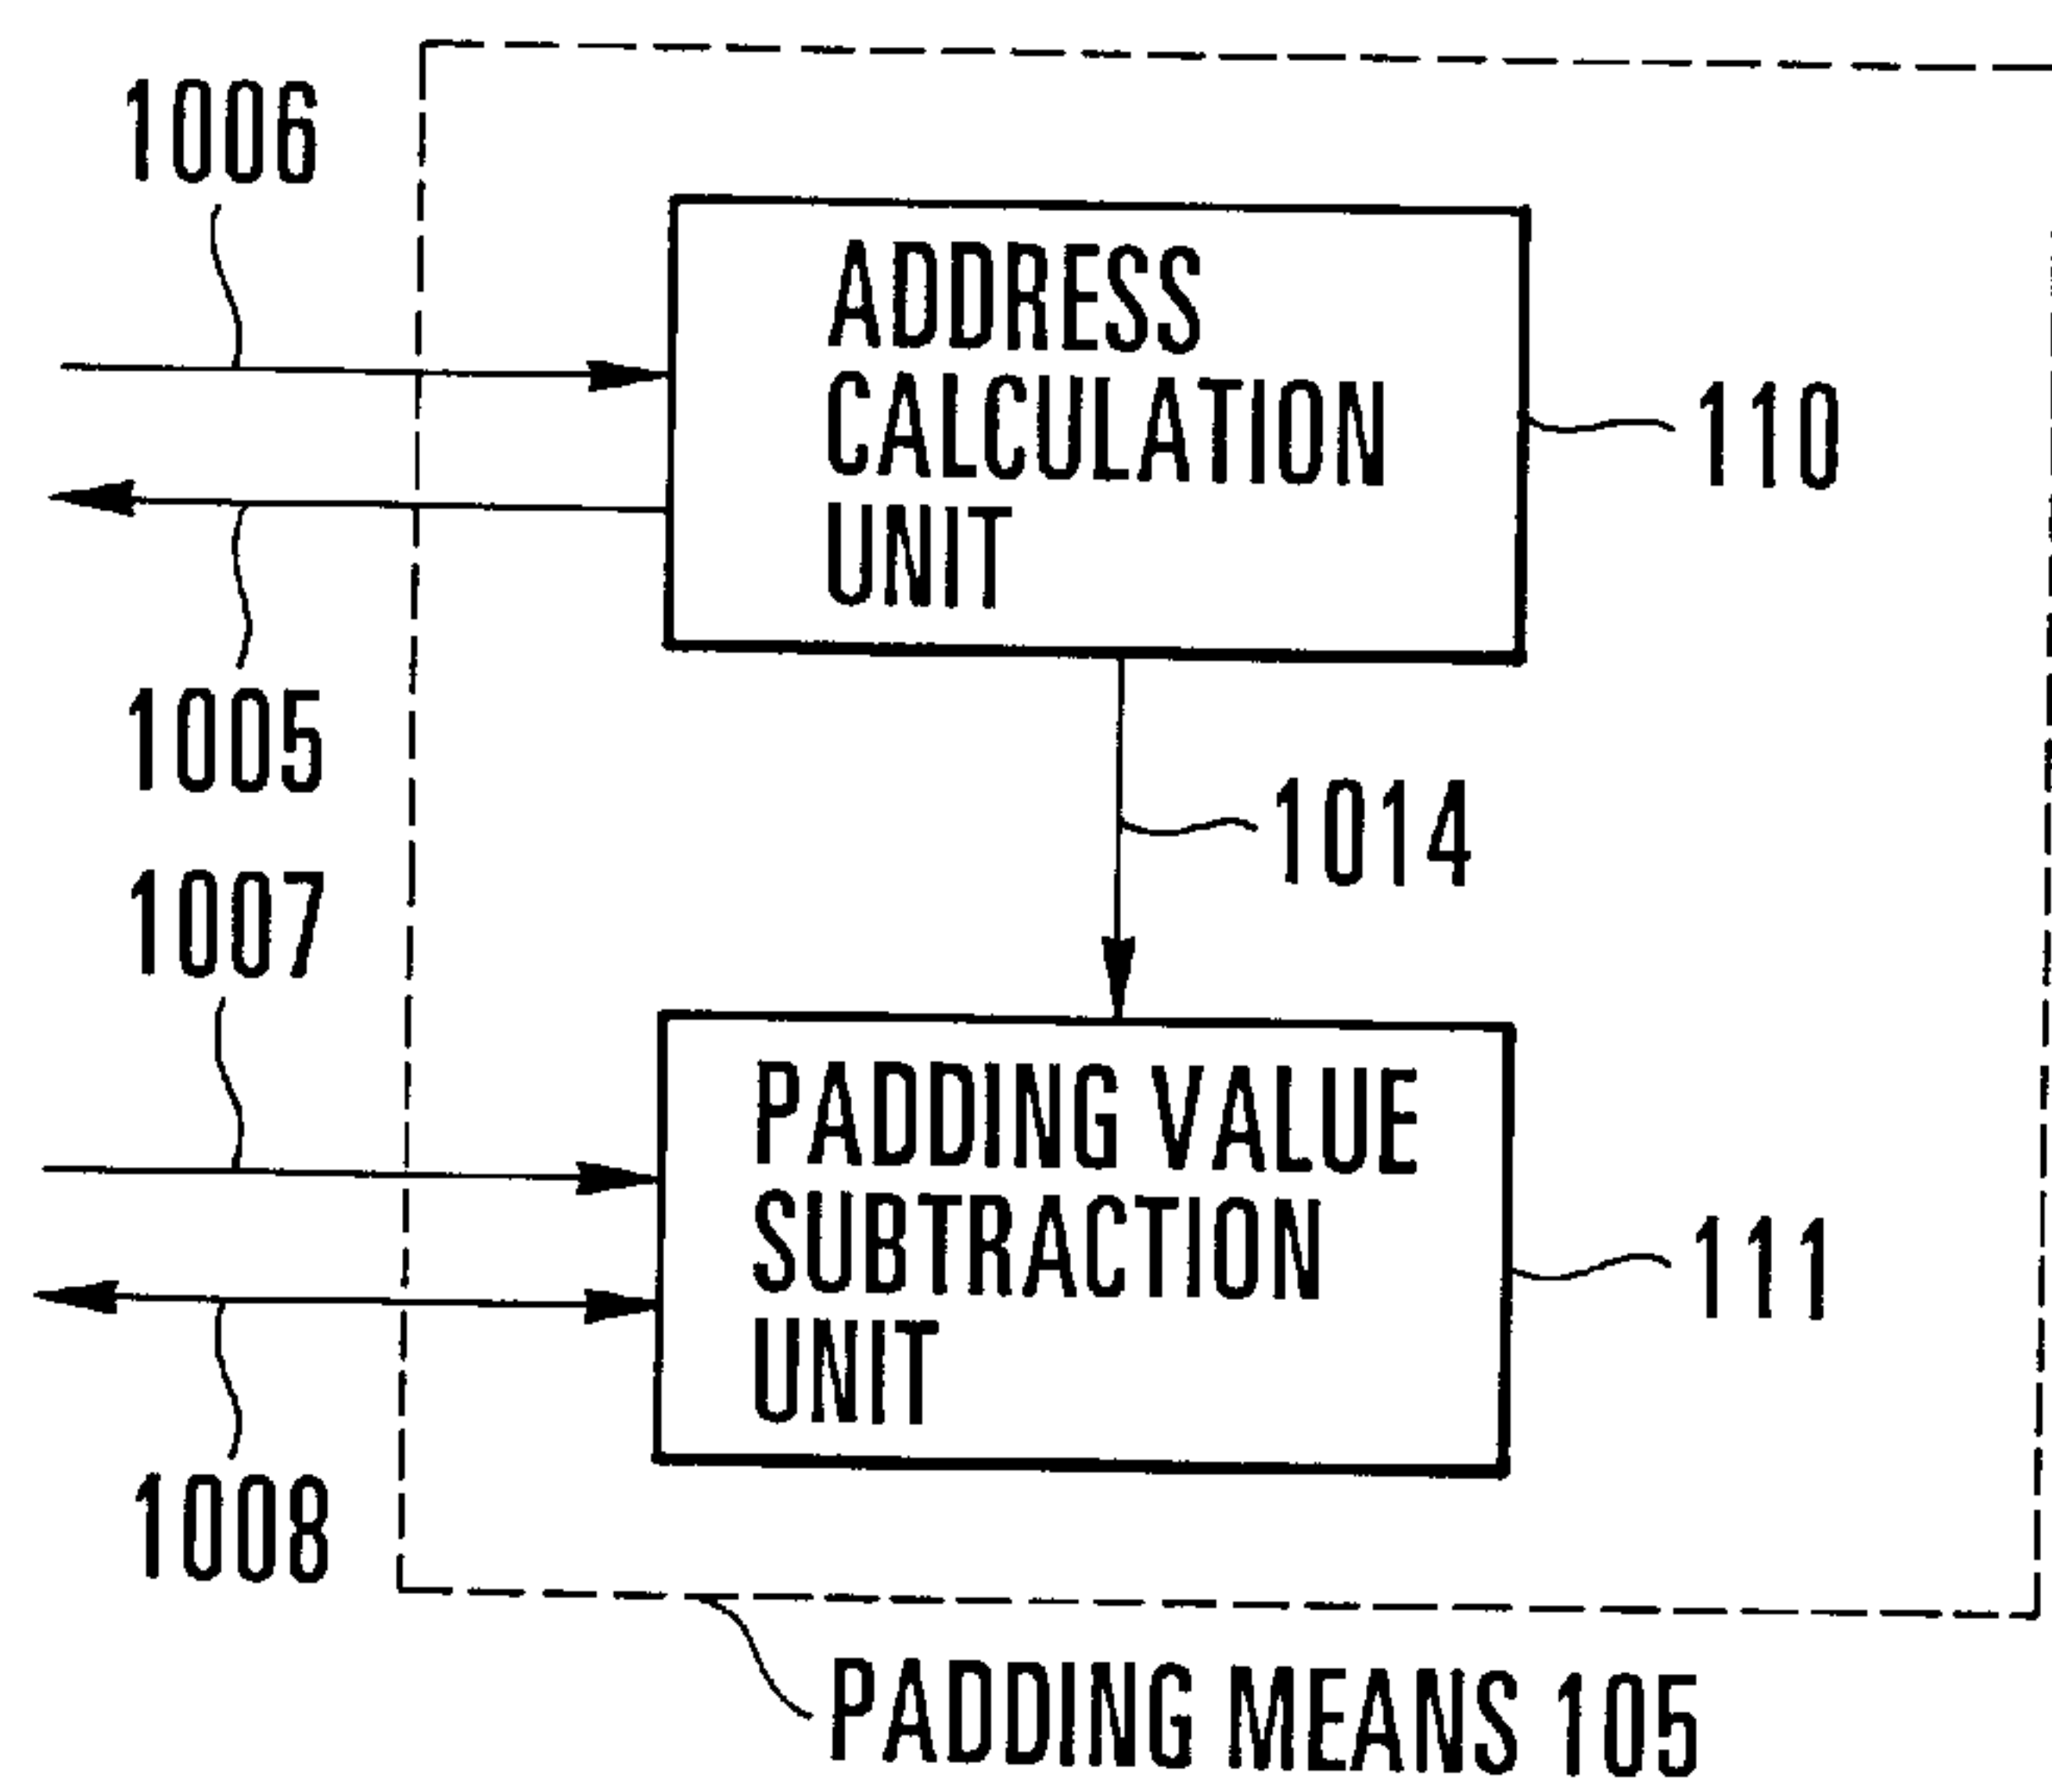 1006
ADDRESS
CALCULATION
UNIT
110
1005
1014
1007
PADDING VALUE
SUBTRACTION
UNIT
111
1008
PADDING MEANS 105